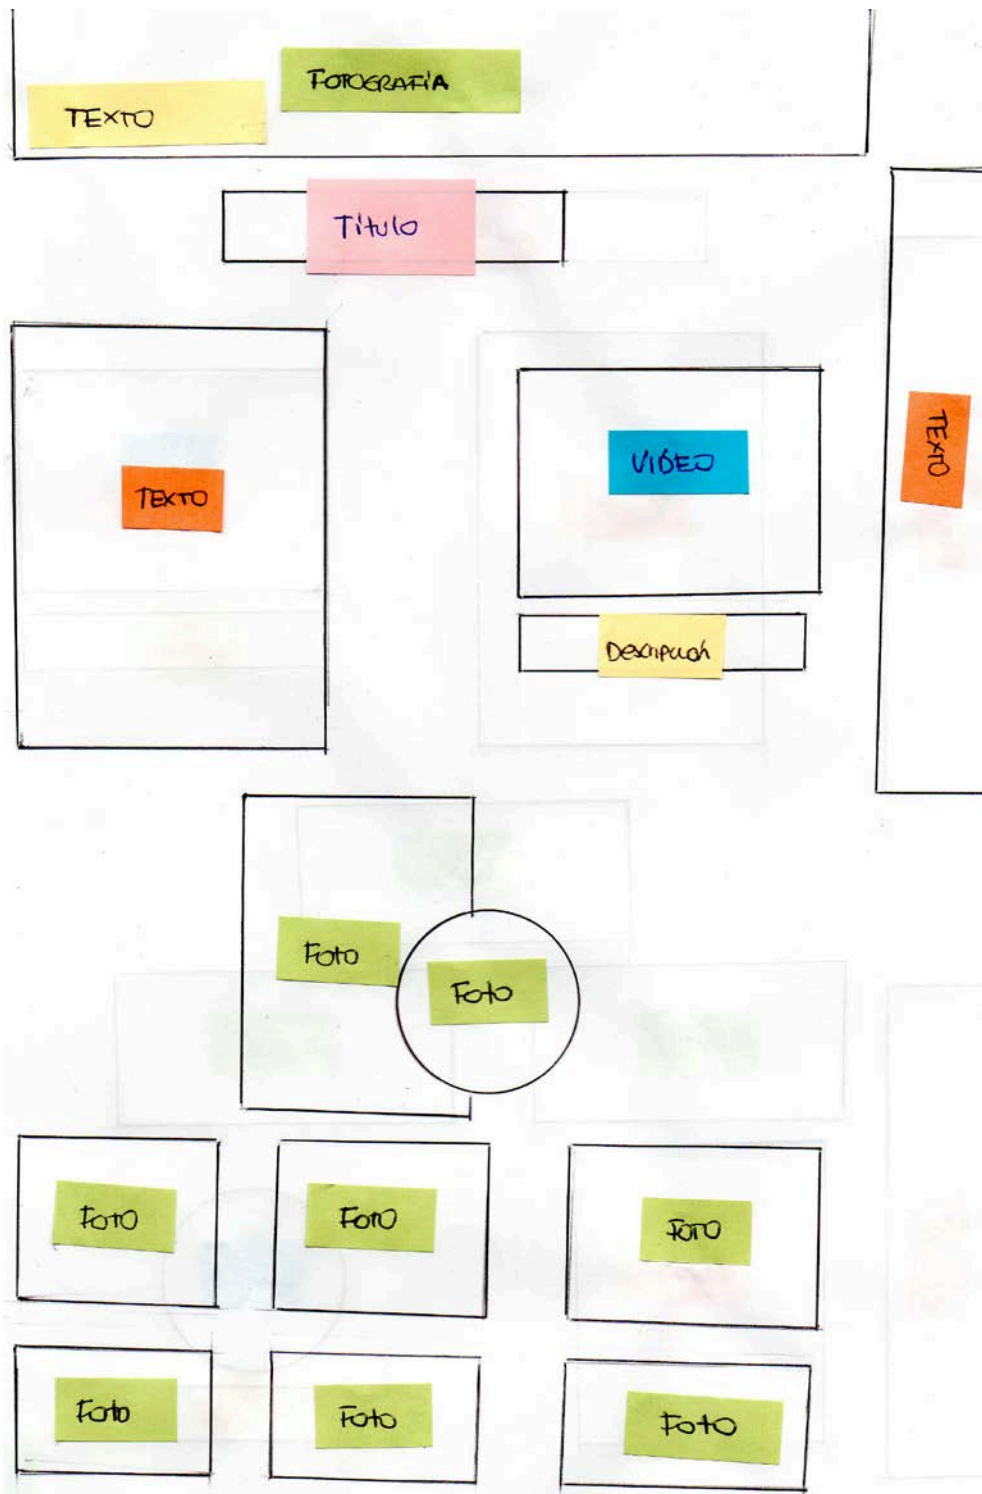 FOTOGRAFÍA
TEXTO
Título
TEXTO
VIDEO
TEXTO
Descripción
Foto
Foto
FOTO
FOTO
FOTO
Foto
Foto
Foto